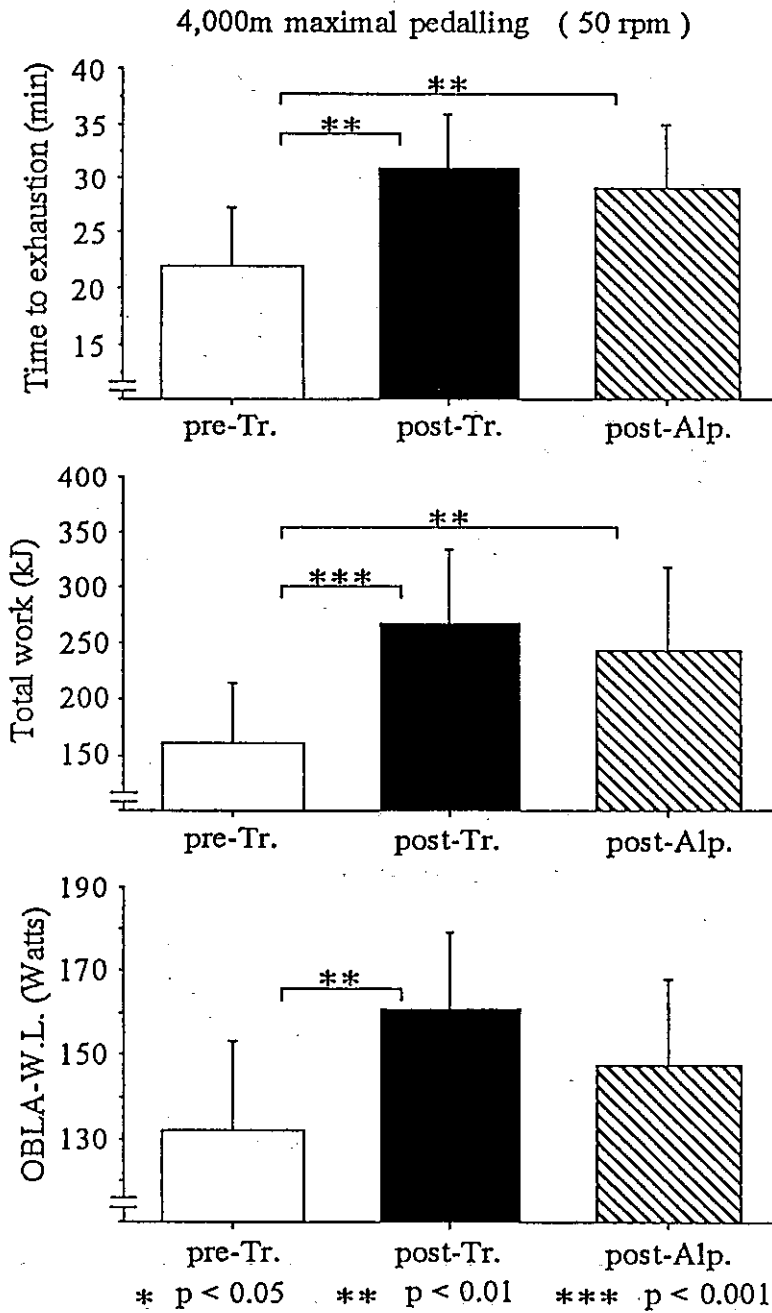 4,000m maximal pedalling ( 50 rpm )
Time to exhaustion (min)
40
35
30
25
20
15
**
**
pre-Tr. post-Tr. post-Alp.
Total work (kJ)
400
350
300
250
200
150
**
***
pre-Tr. post-Tr. post-Alp.
OBLA-W.L. (Watts)
190
170
150
130
**
pre-Tr. post-Tr. post-Alp.
* p < 0.05 ** p < 0.01 *** p < 0.001